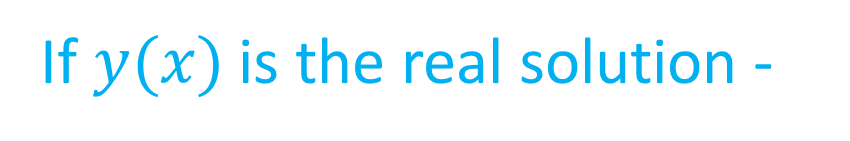 If y(x) is the real solution -